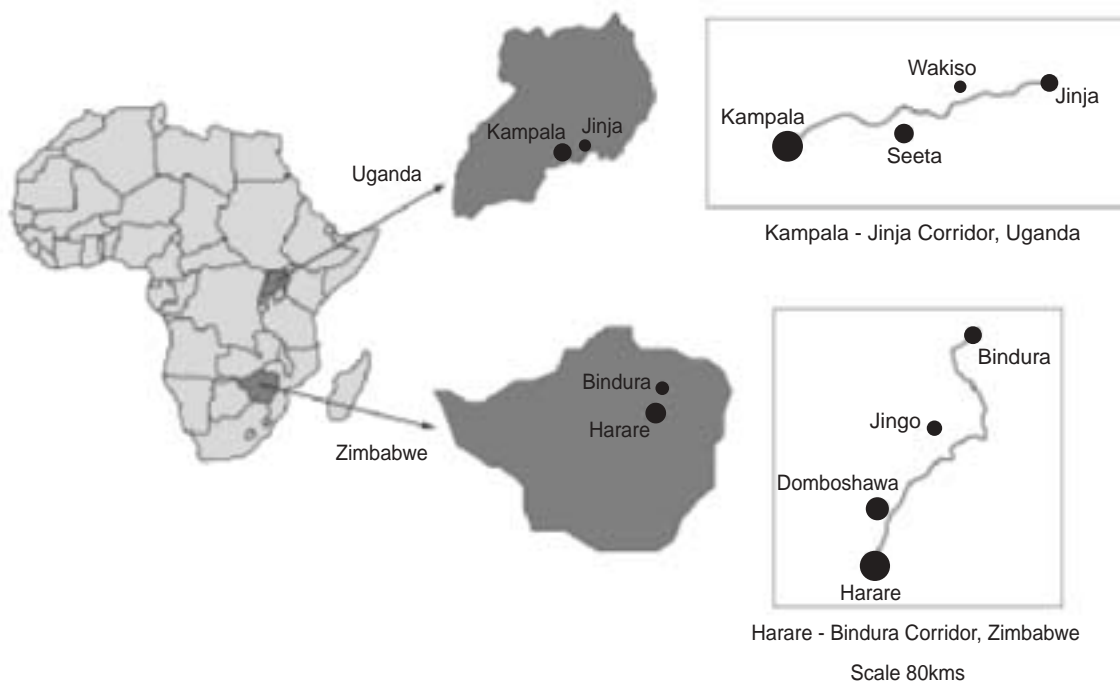 Uganda
Kampala
Jinja
Wakiso
Jinja
Kampala
Seeta
Kampala - Jinja Corridor, Uganda
Zimbabwe
Bindura
Harare
Bindura
Jingo
Domboshawa
Harare
Harare - Bindura Corridor, Zimbabwe
Scale 80kms